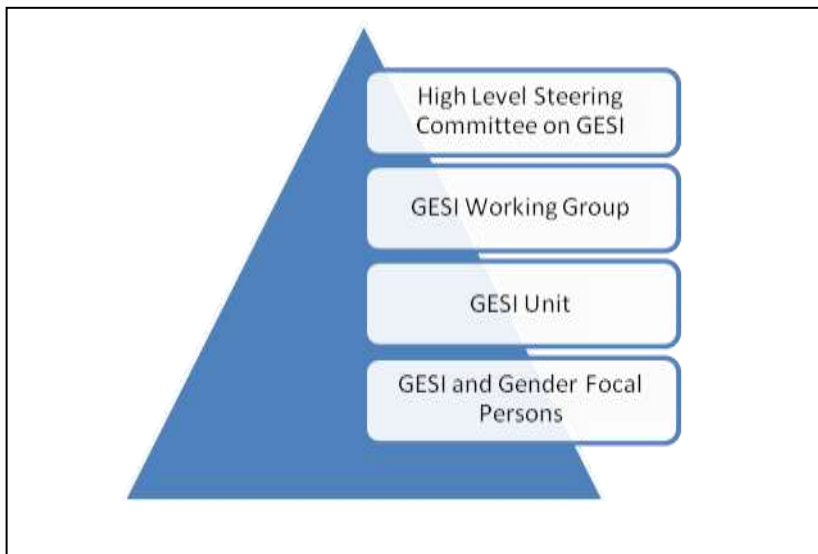 High Level Steering
Committee on GESI
GESI Working Group
GESI Unit
GESI and Gender Focal
Persons